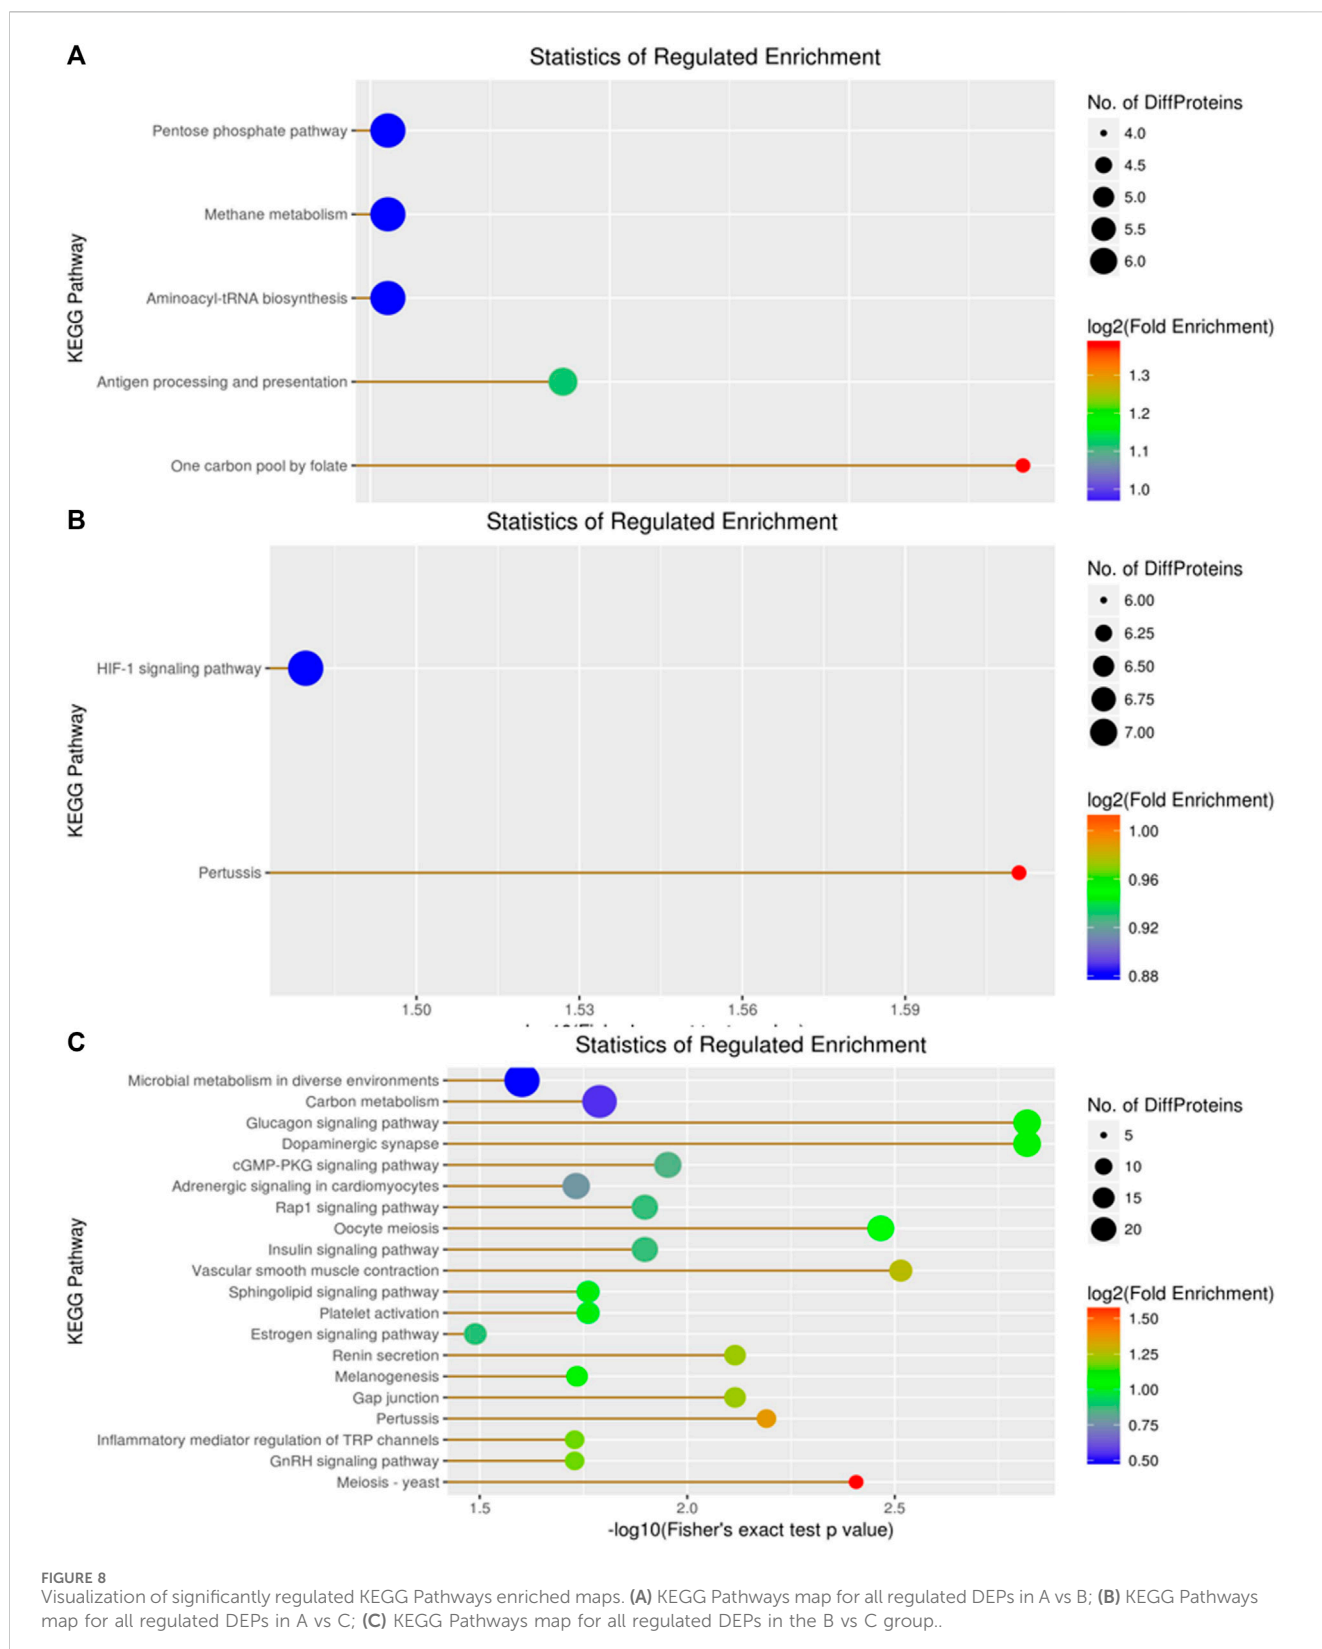 A
Statistics of Regulated Enrichment
KEGG Pathway
Pentose phosphate pathway
Methane metabolism
Aminoacyl-tRNA biosynthesis
Antigen processing and presentation
One carbon pool by folate
No. of DiffProteins
4.0
4.5
5.0
5.5
6.0
log2(Fold Enrichment)
1.3
1.2
1.1
1.0
B
Statistics of Regulated Enrichment
KEGG Pathway
HIF-1 signaling pathway
Pertussis
1.50 1.53 1.56 1.59
No. of DiffProteins
6.00
6.25
6.50
6.75
7.00
log2(Fold Enrichment)
1.00
0.96
0.92
0.88
C
Statistics of Regulated Enrichment
KEGG Pathway
Microbial metabolism in diverse environments
Carbon metabolism
Glucagon signaling pathway
Dopaminergic synapse
cGMP-PKG signaling pathway
Adrenergic signaling in cardiomyocytes
Rap1 signaling pathway
Oocyte meiosis
Insulin signaling pathway
Vascular smooth muscle contraction
Sphingolipid signaling pathway
Platelet activation
Estrogen signaling pathway
Renin secretion
Melanogenesis
Gap junction
Pertussis
Inflammatory mediator regulation of TRP channels
GnRH signaling pathway
Meiosis - yeast
1.5 2.0 2.5
-log10(Fisher's exact test p value)
No. of DiffProteins
5
10
15
20
log2(Fold Enrichment)
1.50
1.25
1.00
0.75
0.50
FIGURE 8
Visualization of significantly regulated KEGG Pathways enriched maps. (A) KEGG Pathways map for all regulated DEPs in A vs B; (B) KEGG Pathways
map for all regulated DEPs in A vs C; (C) KEGG Pathways map for all regulated DEPs in the B vs C group..